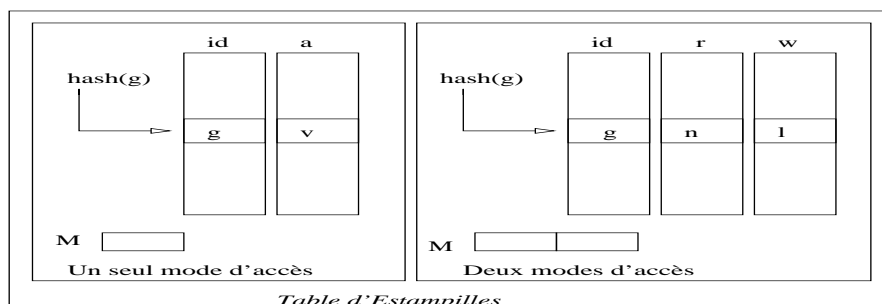 id a
hash(g)
g v
M
Un seul mode d'accès
id r w
hash(g)
g n l
M
Deux modes d'accès
Table d'Estampilles